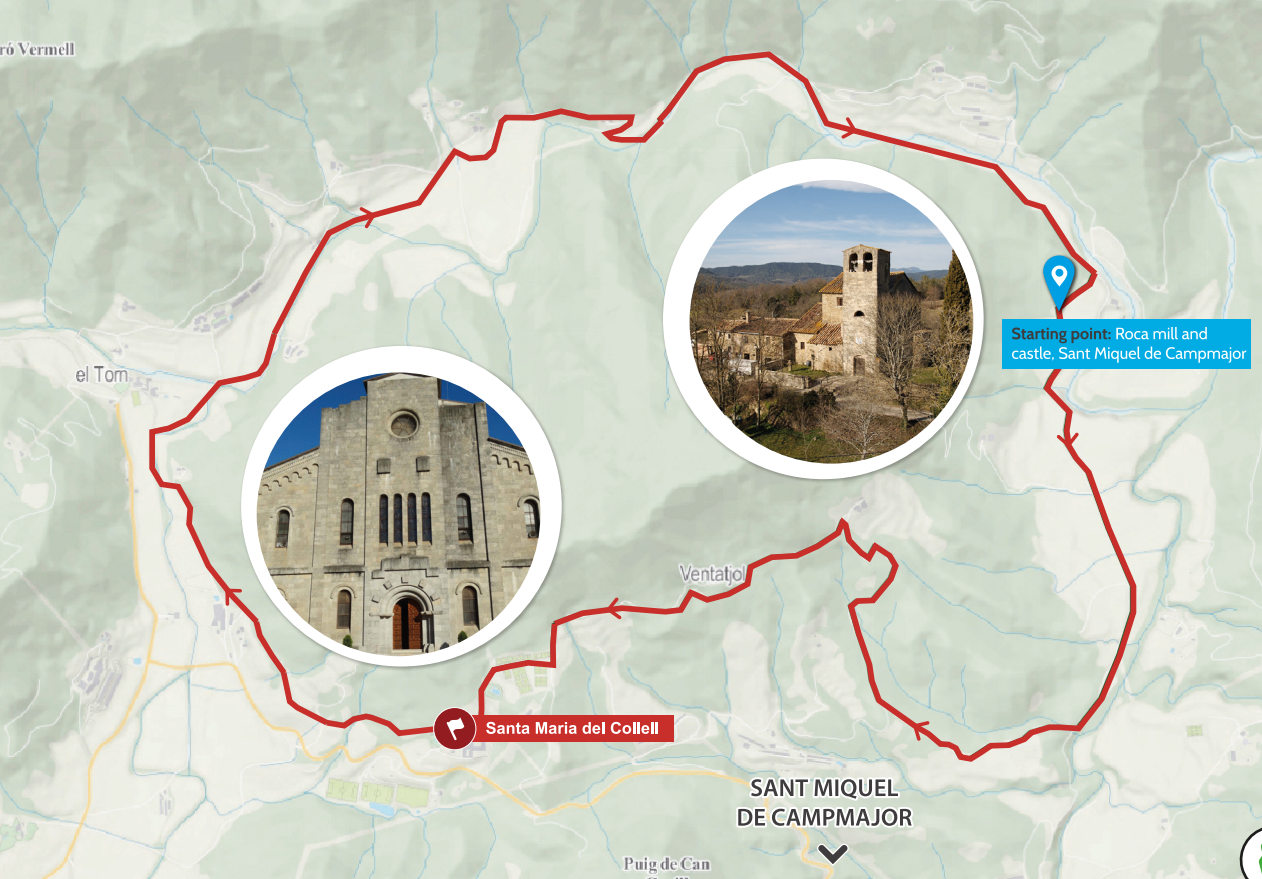 ró Vermell
el Torn
Starting point: Roca mill and
castle, Sant Miquel de Campmajor
Ventatjol
Santa Maria del Collell
SANT MIQUEL
DE CAMPMAJOR
Puig de Can